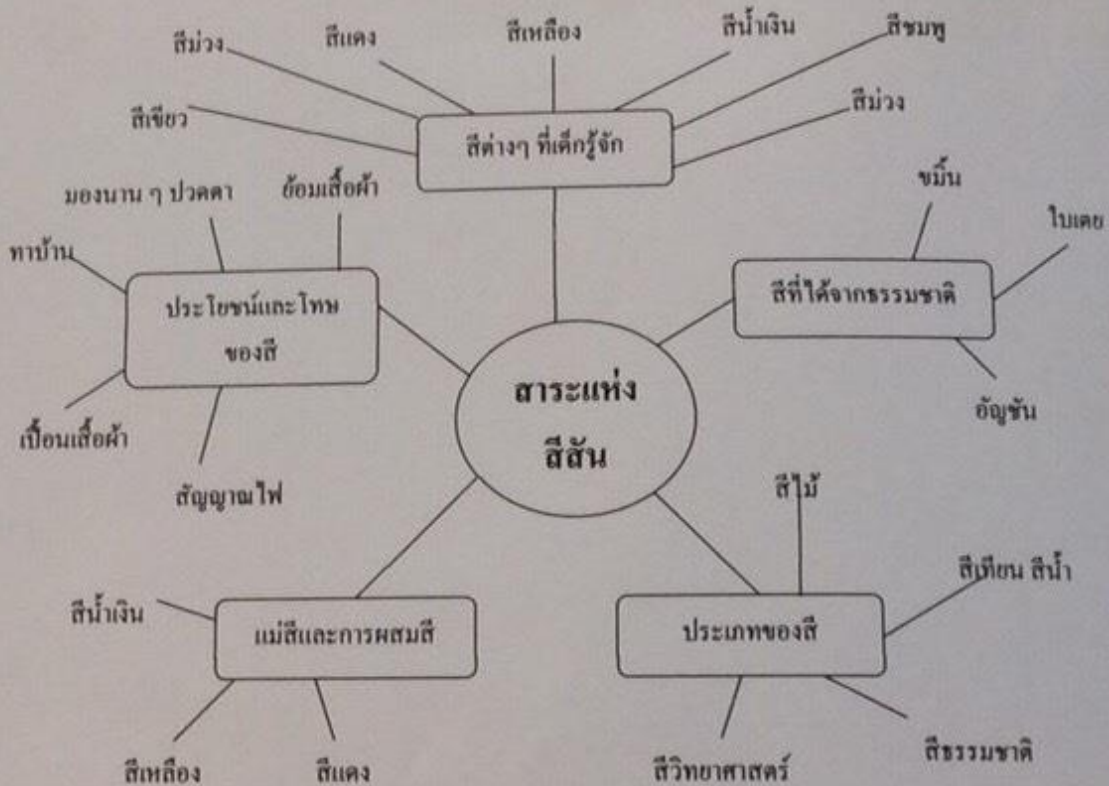 สีม่วง
สีแดง
สีเหลือง
สีน้ำเงิน
สีชมพู
สีเขียว
สีม่วง
สีต่างๆ ที่เด็กรู้จัก
มองนาน ๆ ปวดตา
ย้อมเสื้อผ้า
ทาบ้าน
ประโยชน์และโทษ
ของสี
เปื้อนเสื้อผ้า
สัญญาณไฟ
ขมิ้น
ใบเตย
สีที่ได้จากธรรมชาติ
อัญชัน
สาระแห่ง
สีสัน
สีน้ำเงิน
แม่สีและการผสมสี
สีเหลือง
สีแดง
สีไม้
สีเทียน สีน้ำ
ประเภทของสี
สีวิทยาศาสตร์
สีธรรมชาติ